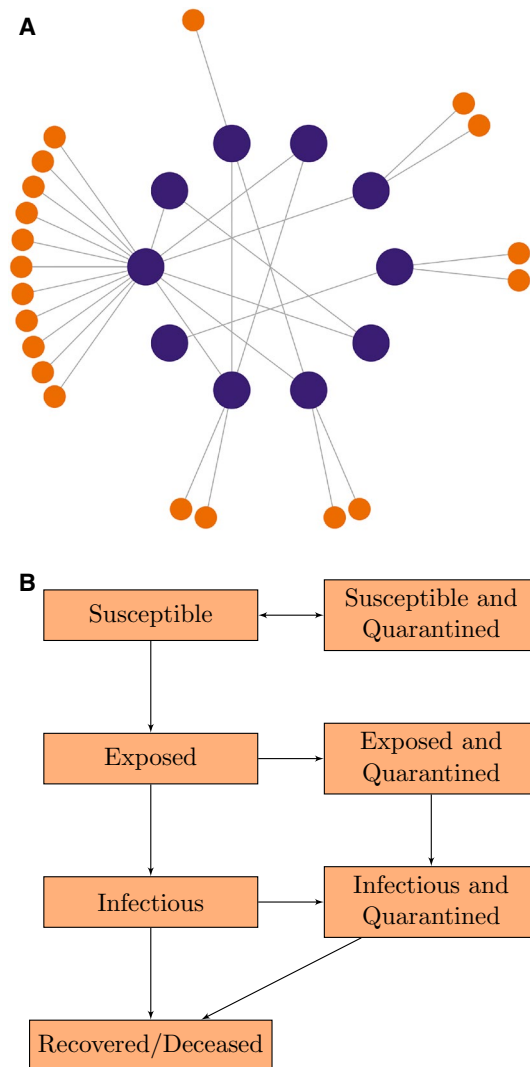 A
B
Susceptible
Susceptible and
Quarantined
Exposed
Exposed and
Quarantined
Infectious
Infectious and
Quarantined
Recovered/Deceased